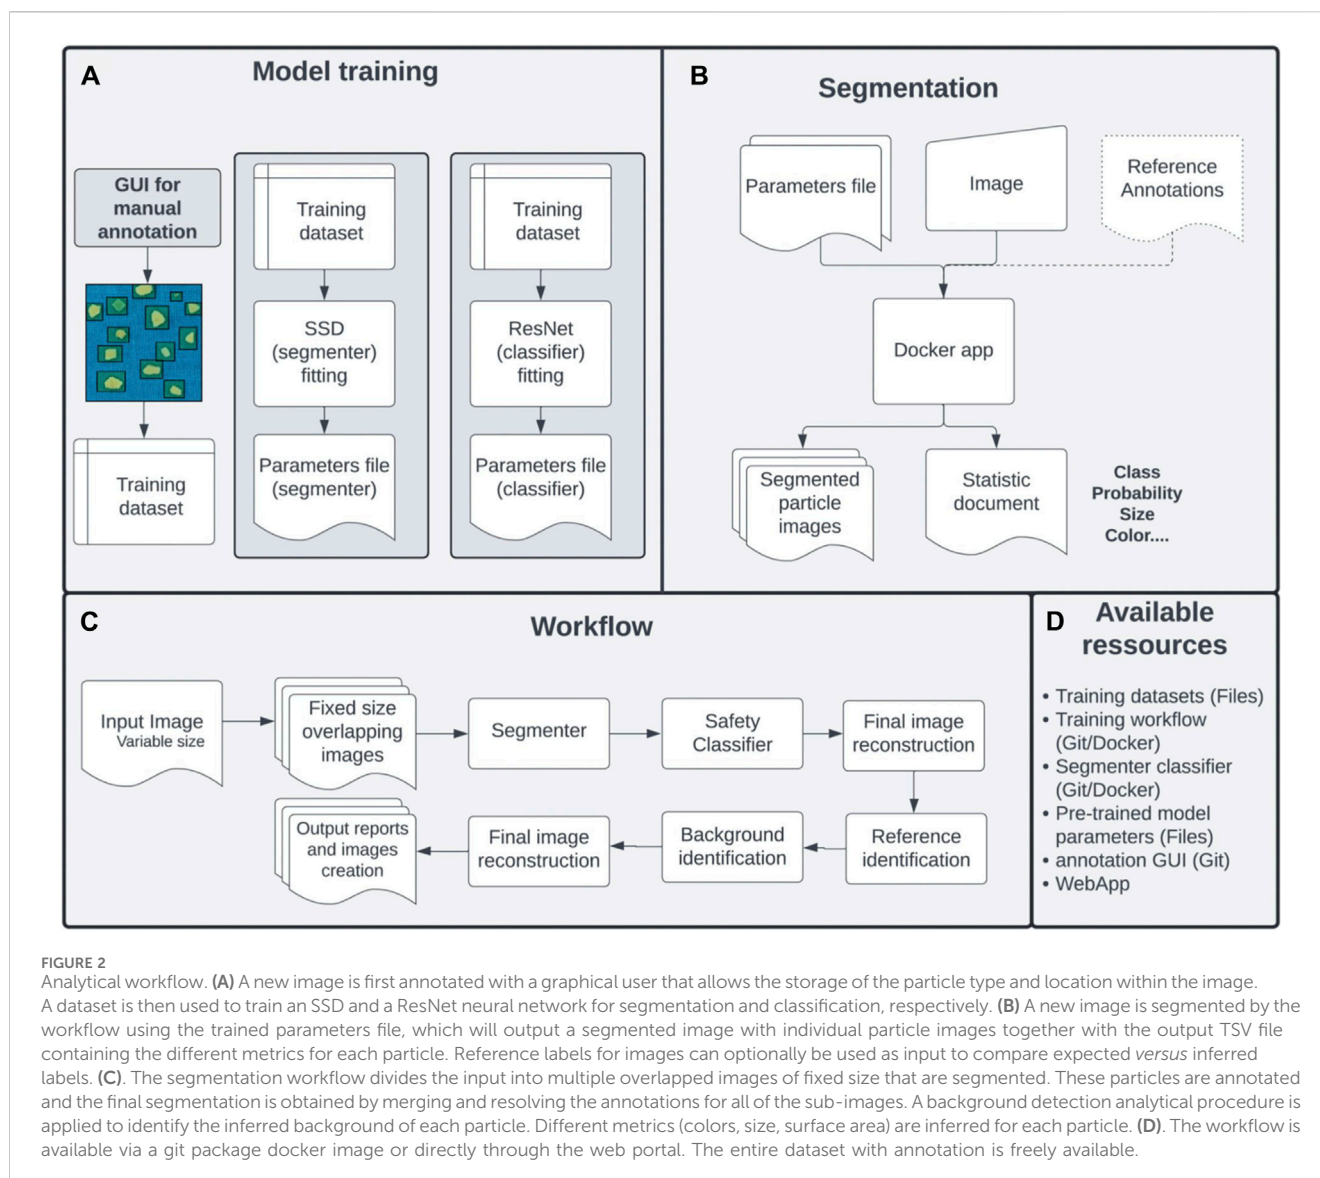 A
Model training
GUI for
manual
annotation
Training
dataset
Training
dataset
SSD
(segmenter)
fitting
Parameters file
(segmenter)
Training
dataset
ResNet
(classifier)
fitting
Parameters file
(classifier)
B
Segmentation
Parameters file
Image
Reference
Annotations
Docker app
Segmented
particle
images
Statistic
document
Class
Probability
Size
Color....
C
Workflow
Input Image
Variable size
Fixed size
overlapping
images
Segmenter
Safety
Classifier
Final image
reconstruction
Reference
identification
Background
identification
Final image
reconstruction
Output reports
and images
creation
D
Available
ressources
• Training datasets (Files)
• Training workflow
(Git/Docker)
• Segmenter classifier
(Git/Docker)
• Pre-trained model
parameters (Files)
• annotation GUI (Git)
• WebApp
FIGURE 2
Analytical workflow. (A) A new image is first annotated with a graphical user that allows the storage of the particle type and location within the image.
A dataset is then used to train an SSD and a ResNet neural network for segmentation and classification, respectively. (B) A new image is segmented by the
workflow using the trained parameters file, which will output a segmented image with individual particle images together with the output TSV file
containing the different metrics for each particle. Reference labels for images can optionally be used as input to compare expected versus inferred
labels. (C). The segmentation workflow divides the input into multiple overlapped images of fixed size that are segmented. These particles are annotated
and the final segmentation is obtained by merging and resolving the annotations for all of the sub-images. A background detection analytical procedure is
applied to identify the inferred background of each particle. Different metrics (colors, size, surface area) are inferred for each particle. (D). The workflow is
available via a git package docker image or directly through the web portal. The entire dataset with annotation is freely available.